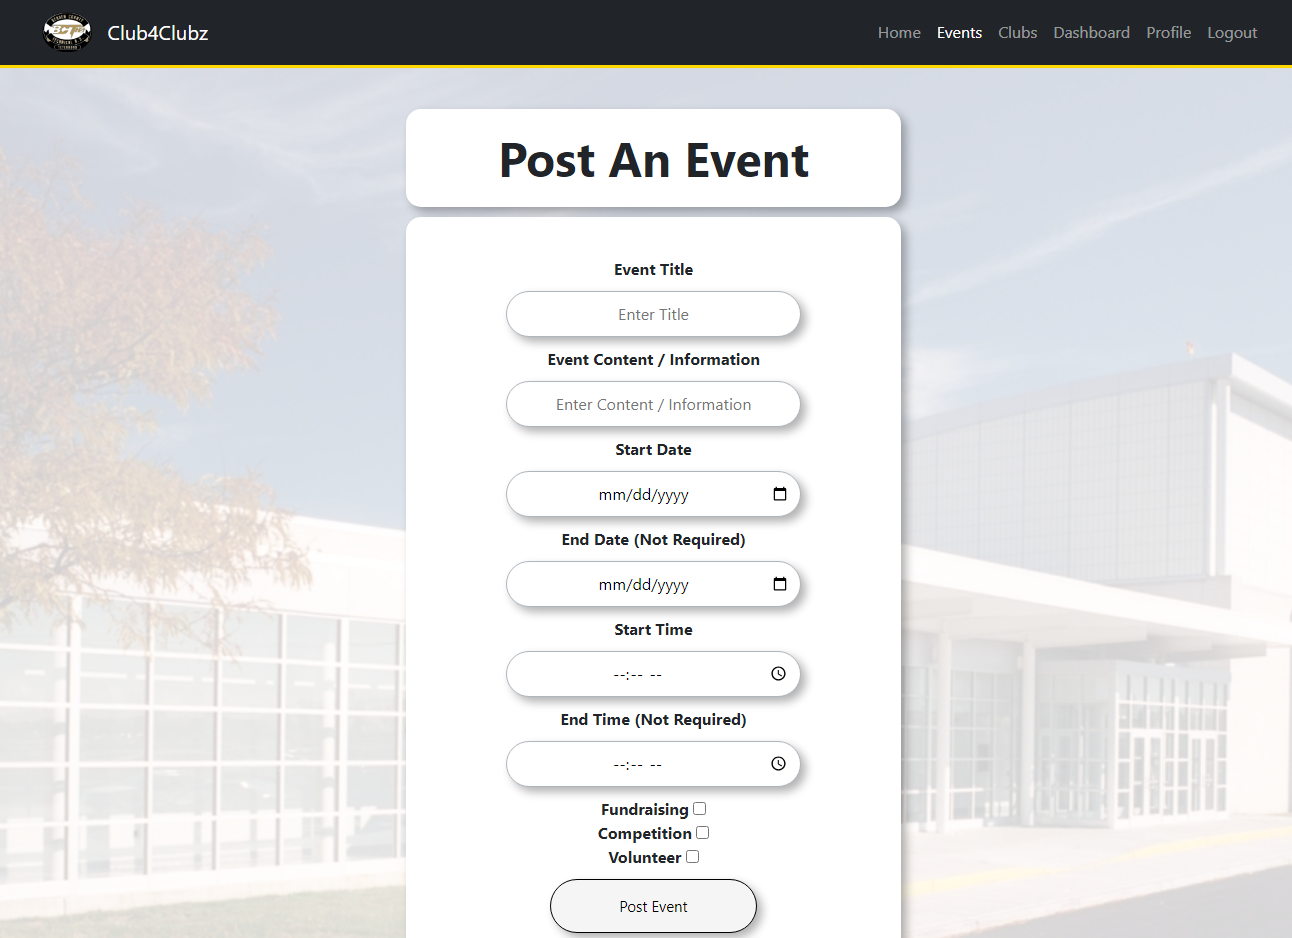 Club4Clubz
Home Events Clubs Dashboard Profile Logout
Post An Event
Event Title
Enter Title
Event Content / Information
Enter Content / Information
Start Date
mm/dd/yyyy
End Date (Not Required)
mm/dd/yyyy
Start Time
--:-- --
End Time (Not Required)
--:-- --
Fundraising
Competition
Volunteer
Post Event